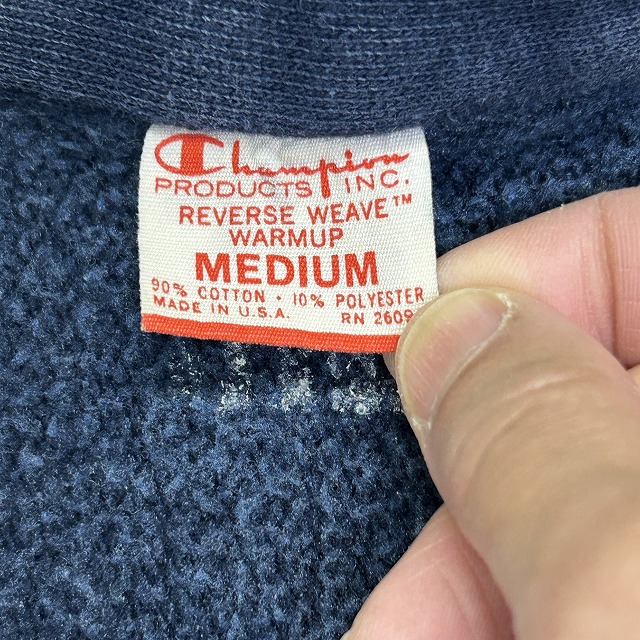 Champion
PRODUCTS INC.
REVERSE WEAVE™
WARMUP
MEDIUM
90% COTTON · 10% POLYESTER
MADE IN U.S.A. RN 2609